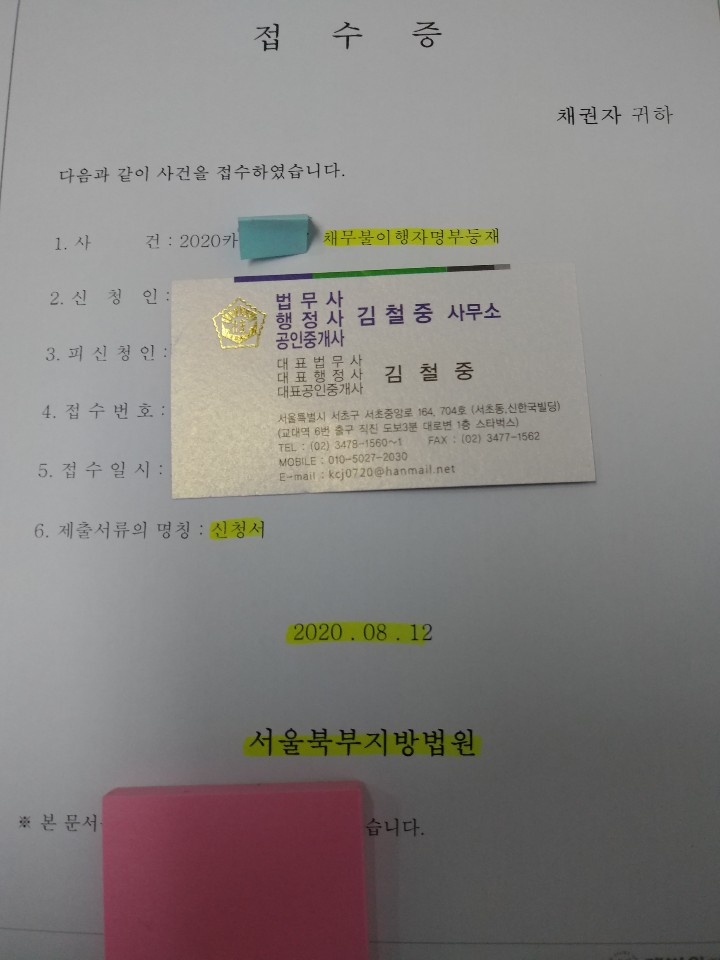 접 수 증
채권자 귀하
다음과 같이 사건을 접수하였습니다.
1. 사 건 : 2020카 채무불이행자명부등재
2. 신 청 인 :
3. 피 신 청 인 :
4. 접 수 번 호 :
5. 접 수 일 시 :
법 무 사
행 정 사 김 철 중 사무소
공인중개사
대 표 법 무 사
대 표 행 정 사 김 철 중
대표공인중개사
서울특별시 서초구 서초중앙로 164, 704호 (서초동,신한국빌딩)
(교대역 6번 출구 직진 도보3분 대로변 1층 스타벅스)
TEL : (02) 3478-1560~1 FAX : (02) 3477-1562
MOBILE : 010-5027-2030
E-mail : kcj0720@hanmail.net
6. 제출서류의 명칭 : 신청서
2020 . 08 . 12
서울북부지방법원
※ 본 문서 습니다.